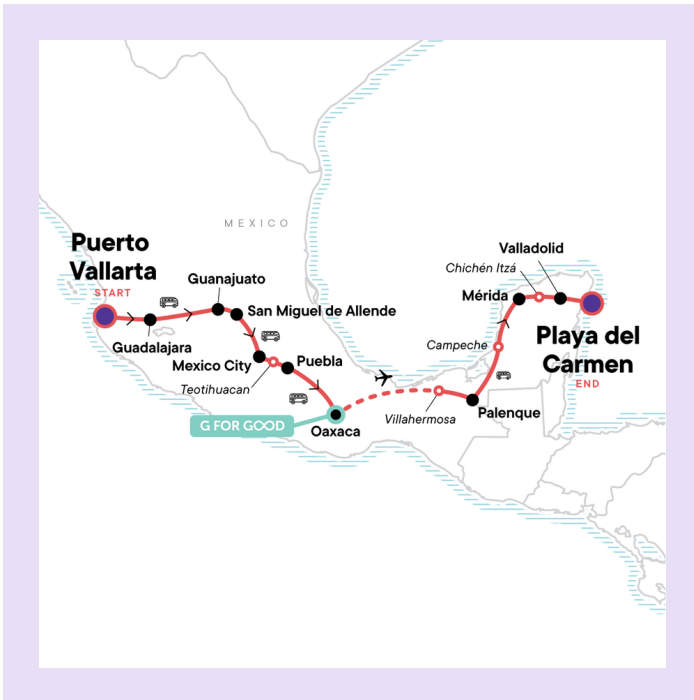 MEXICO
Puerto
Vallarta
START
Guanajuato
San Miguel de Allende
Guadalajara
Mexico City
Puebla
Teotihuacan
G FOR GOOD
Oaxaca
Villahermosa
Palenque
Campeche
Mérida
Chichén Itzá
Valladolid
Playa del
Carmen
END